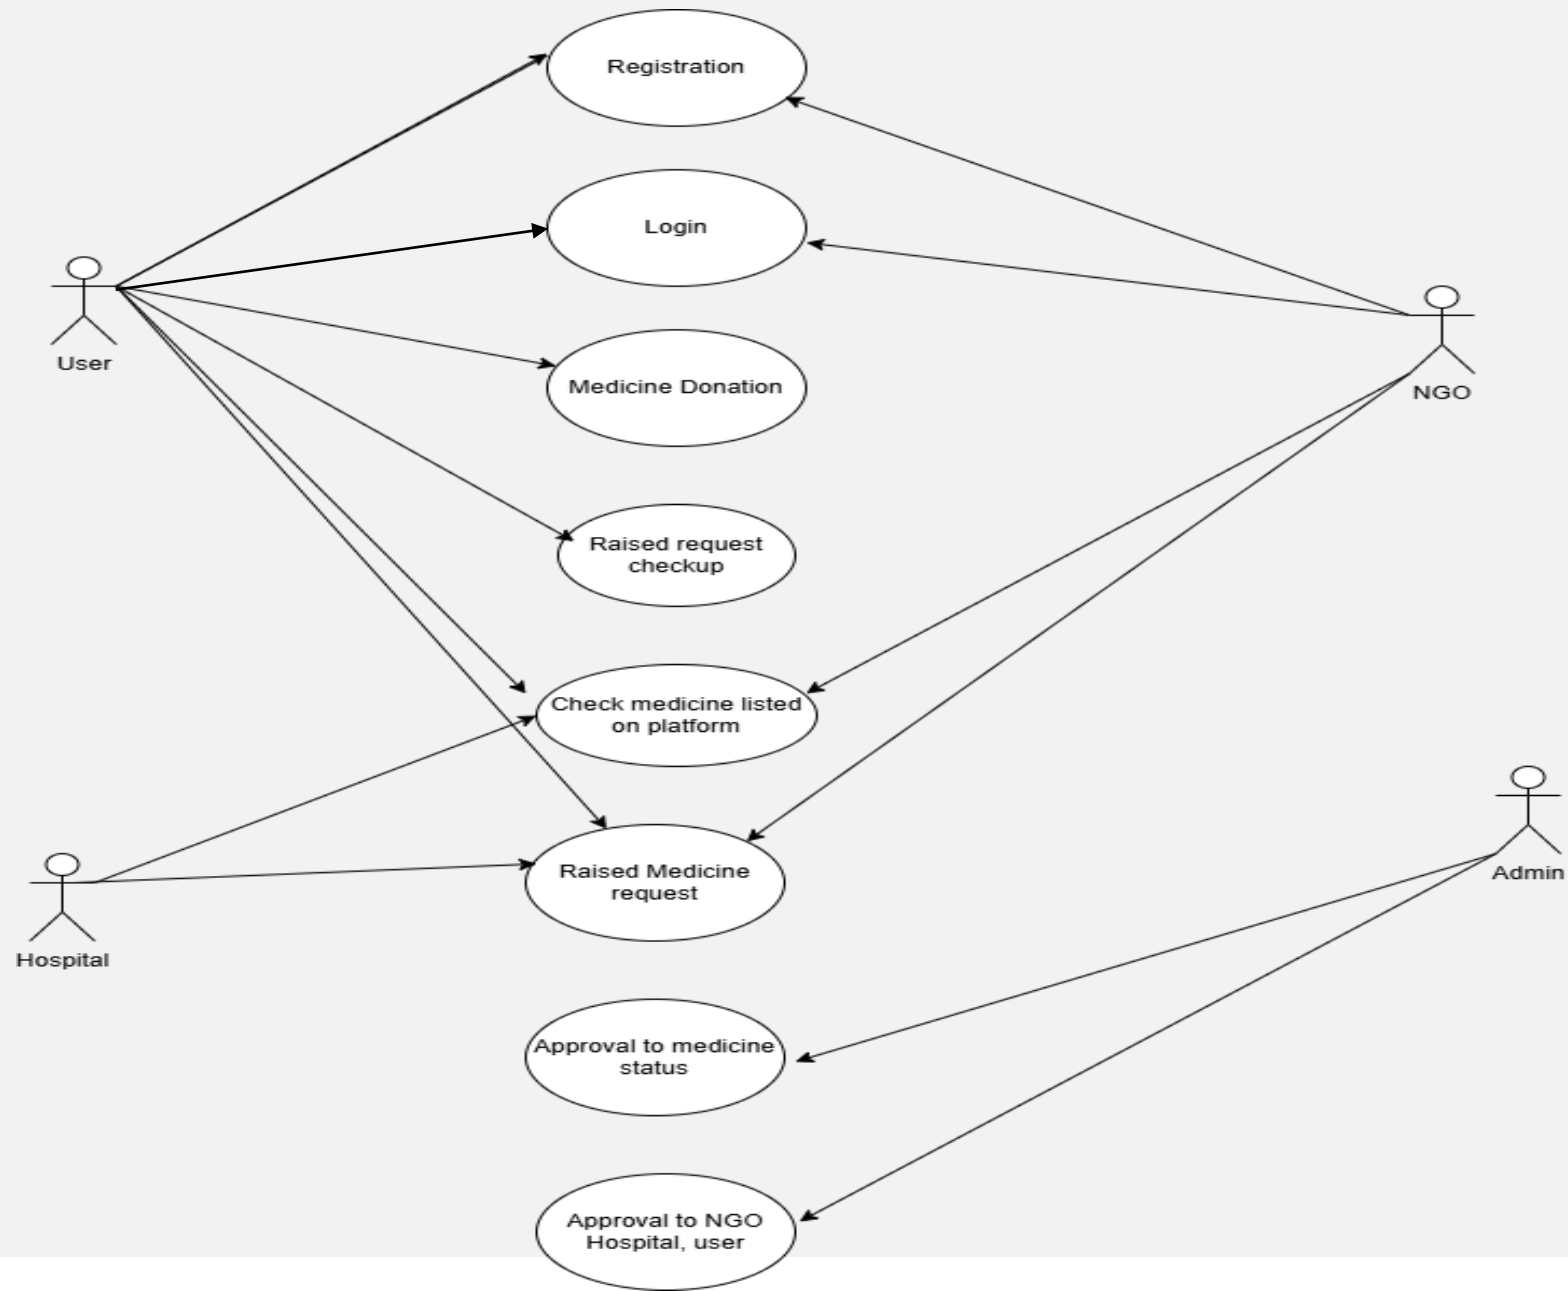 Registration
Login
User
Medicine Donation
NGO
Raised request
checkup
Check medicine listed
on platform
Raised Medicine
request
Admin
Hospital
Approval to medicine
status
Approval to NGO
Hospital, user